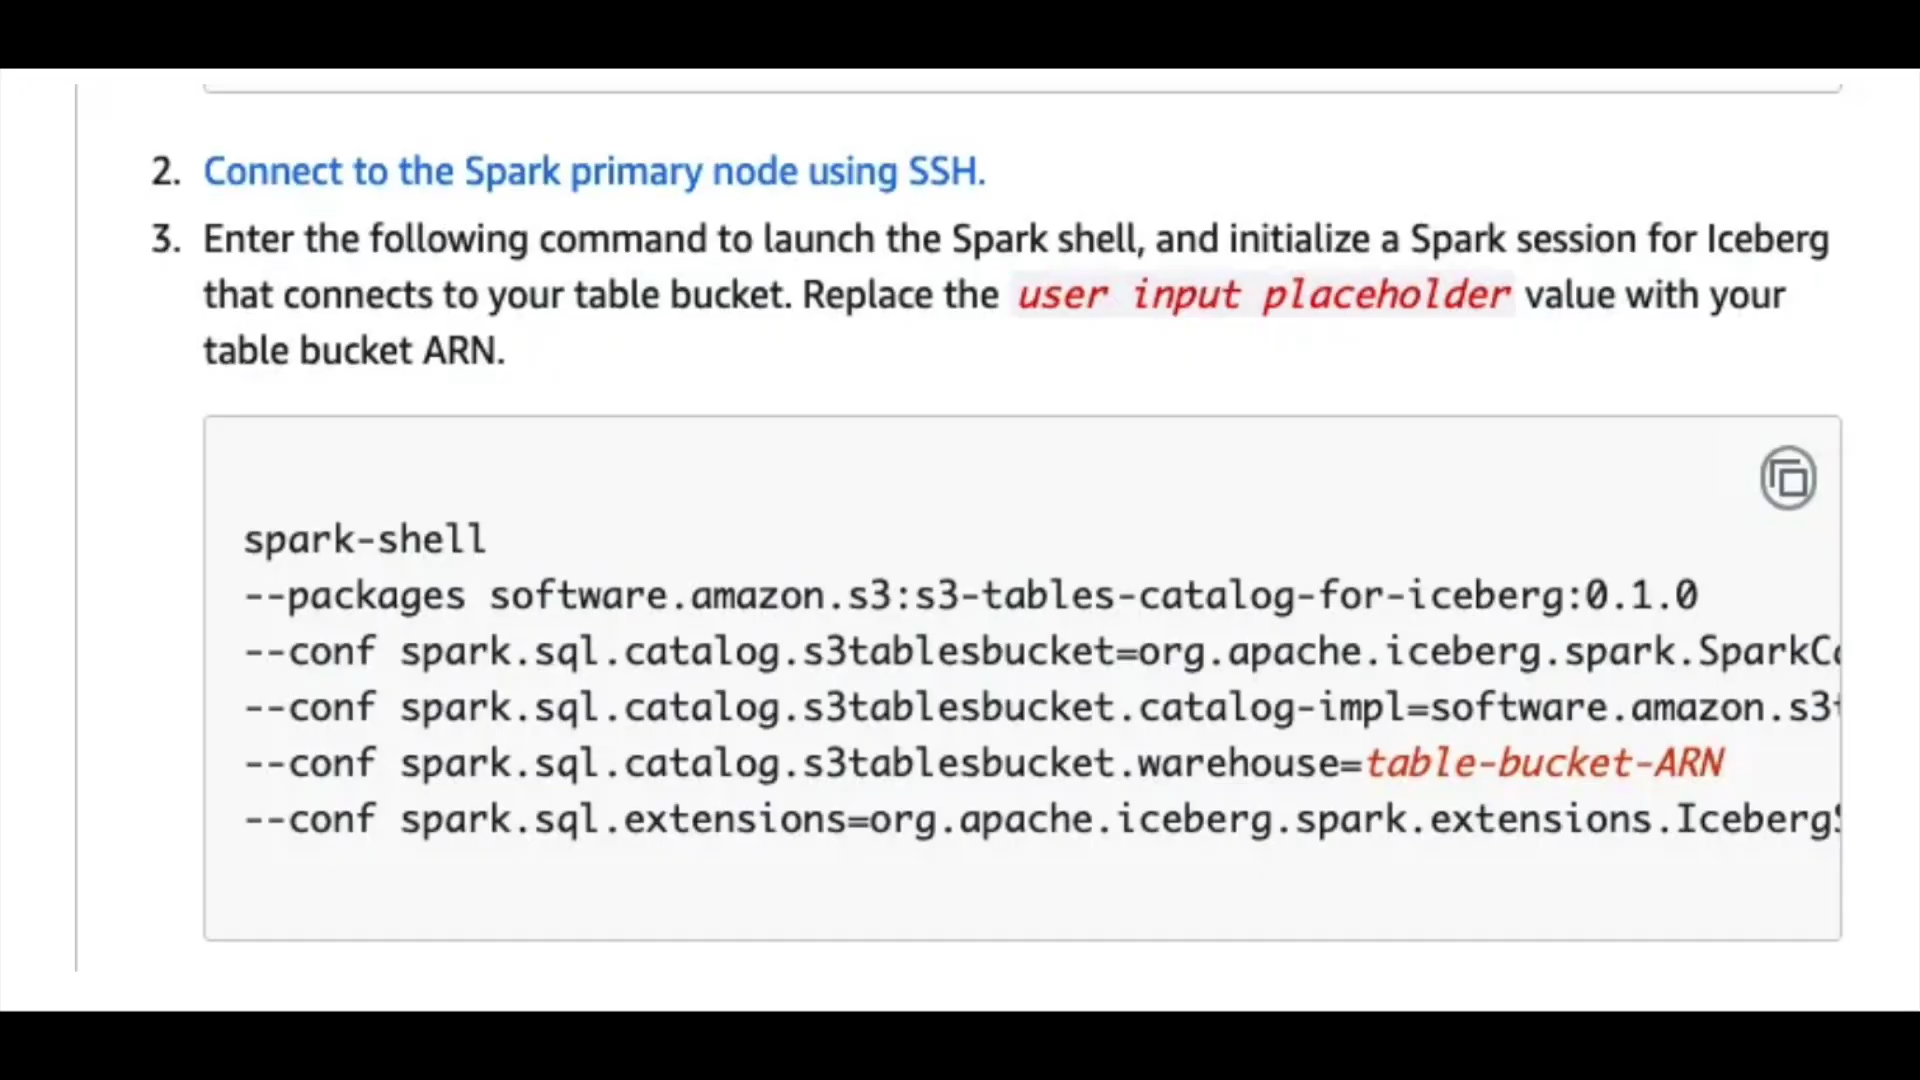 2. Connect to the Spark primary node using SSH.
3. Enter the following command to launch the Spark shell, and initialize a Spark session for Iceberg
that connects to your table bucket. Replace the user input placeholder value with your
table bucket ARN.
spark-shell
--packages software.amazon.s3:s3-tables-catalog-for-iceberg:0.1.0
--conf spark.sql.catalog.s3tablesbucket=org.apache.iceberg.spark.SparkC
--conf spark.sql.catalog.s3tablesbucket.catalog-impl=software.amazon.s3
--conf spark.sql.catalog.s3tablesbucket.warehouse=table-bucket-ARN
--conf spark.sql.extensions=org.apache.iceberg.spark.extensions.Iceberg